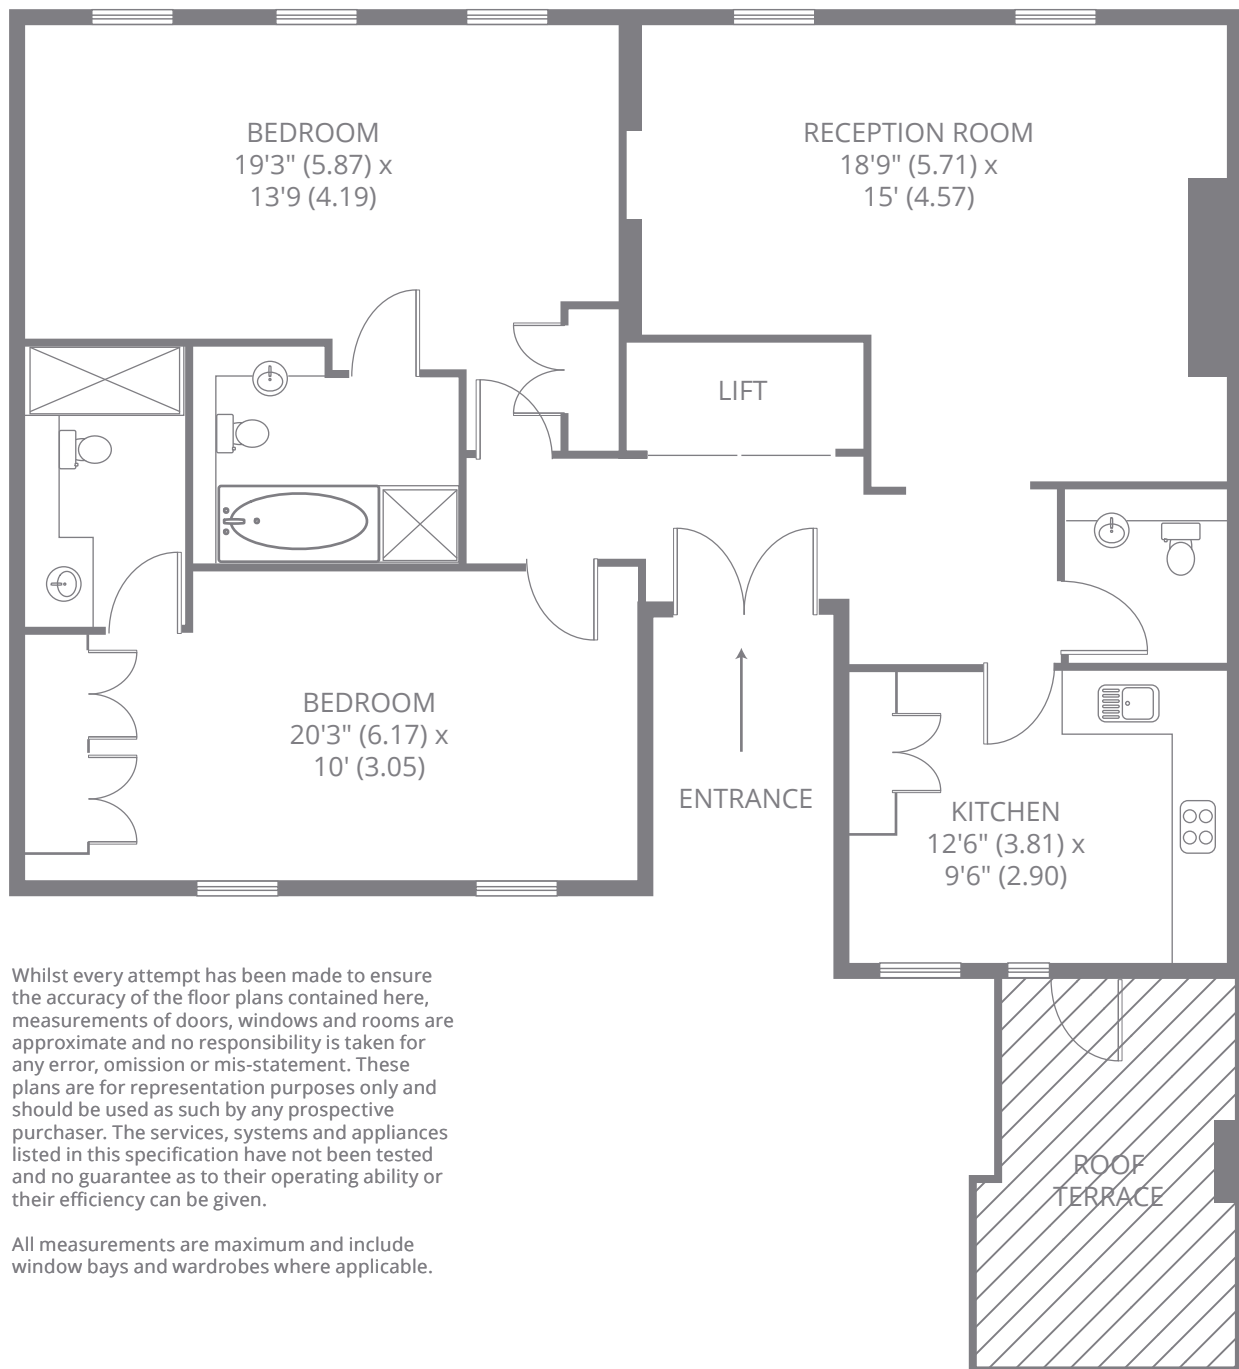 BEDROOM
19'3" (5.87) x
13'9 (4.19)
RECEPTION ROOM
18'9" (5.71) x
15' (4.57)
LIFT
BEDROOM
20'3" (6.17) x
10' (3.05)
ENTRANCE
KITCHEN
12'6" (3.81) x
9'6" (2.90)
Whilst every attempt has been made to ensure
the accuracy of the floor plans contained here,
measurements of doors, windows and rooms are
approximate and no responsibility is taken for
any error, omission or mis-statement. These
plans are for representation purposes only and
should be used as such by any prospective
purchaser. The services, systems and appliances
listed in this specification have not been tested
and no guarantee as to their operating ability or
their efficiency can be given.
All measurements are maximum and include
window bays and wardrobes where applicable.
ROOF
TERRACE